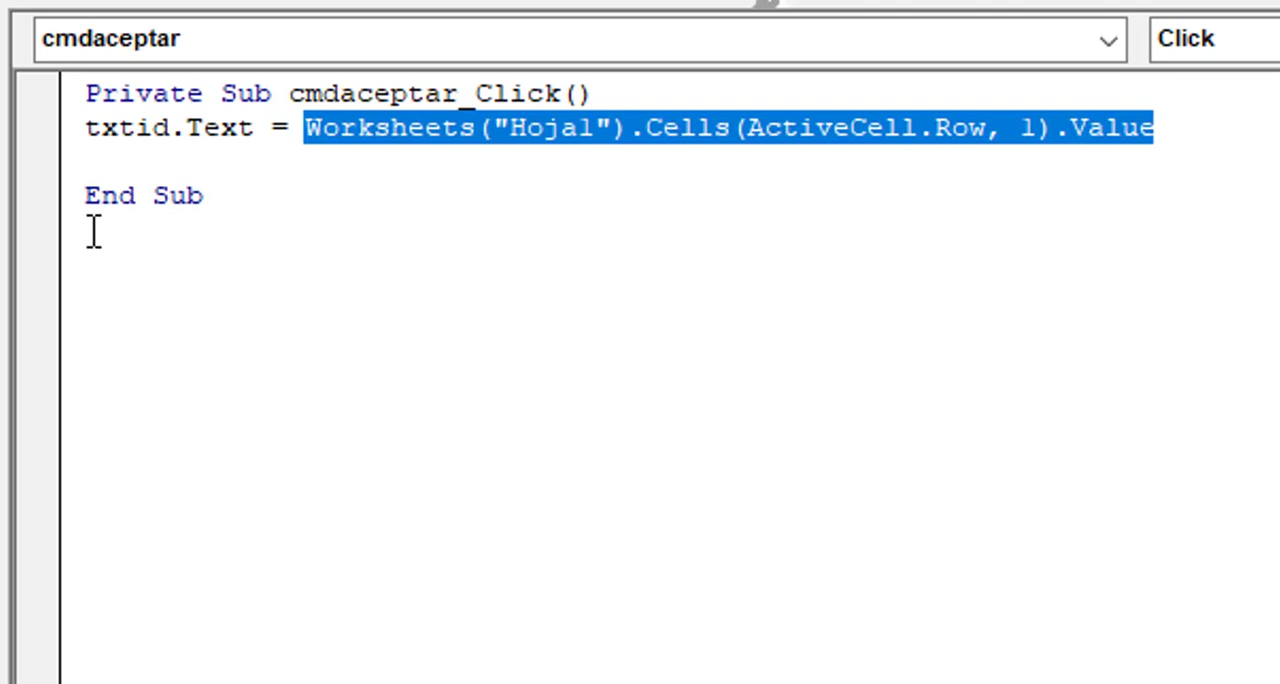 cmdaceptar
Click
Private Sub cmdaceptar_Click()
txtid.Text = Worksheets("Hoja1").Cells(ActiveCell.Row, 1).Value
End Sub